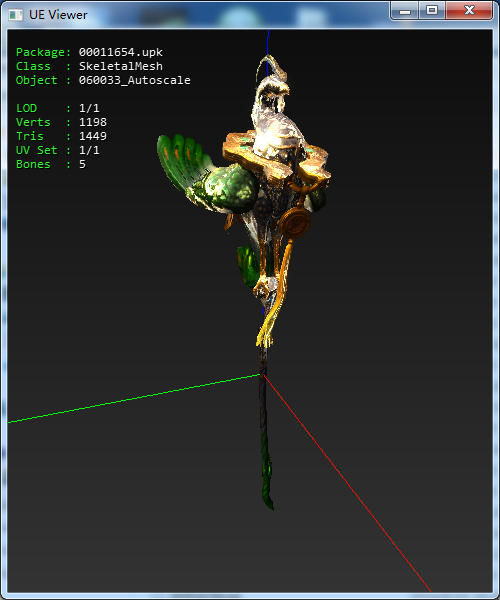 UE Viewer
Package: 00011654.upk
Class : SkeletalMesh
Object : 060033_Autoscale
LOD : 1/1
Verts : 1198
Tris : 1449
UV Set : 1/1
Bones : 5